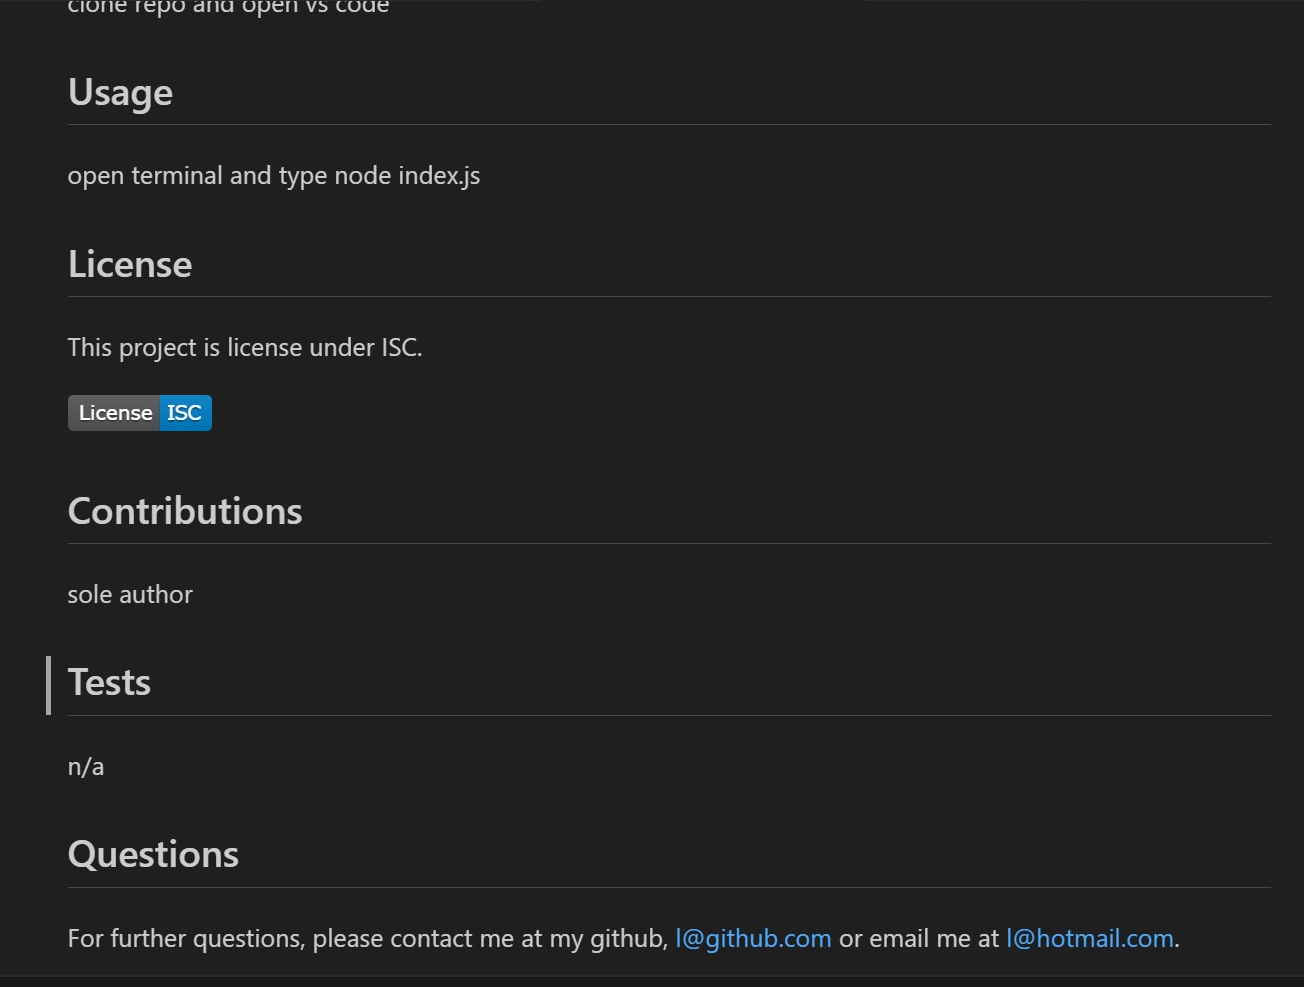 clone repo and open vs code
Usage
open terminal and type node index.js
License
This project is license under ISC.
License ISC
Contributions
sole author
Tests
n/a
Questions
For further questions, please contact me at my github, l@github.com or email me at l@hotmail.com.